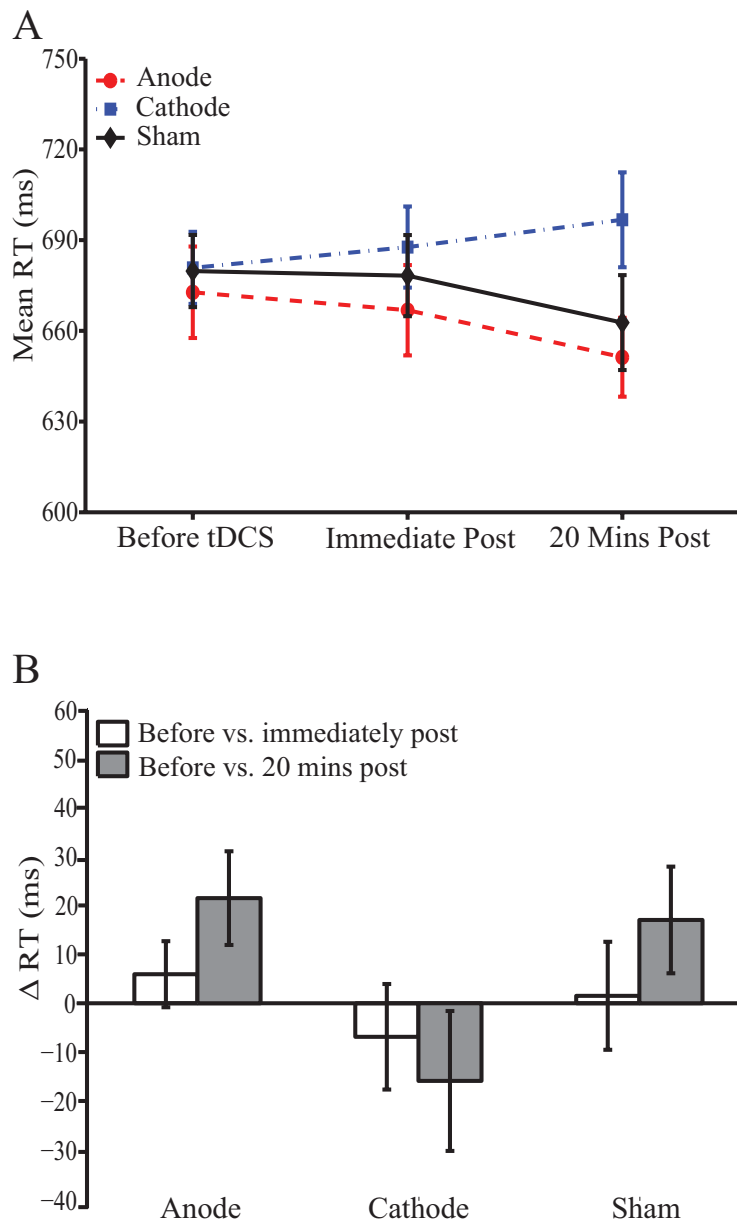 A
750
720
690
660
630
600
Mean RT (ms)
Anode
Cathode
Sham
Before tDCS Immediate Post 20 Mins Post
B
60
50
40
30
20
10
0
−10
−20
−30
−40
Δ RT (ms)
Before vs. immediately post
Before vs. 20 mins post
Anode Cathode Sham